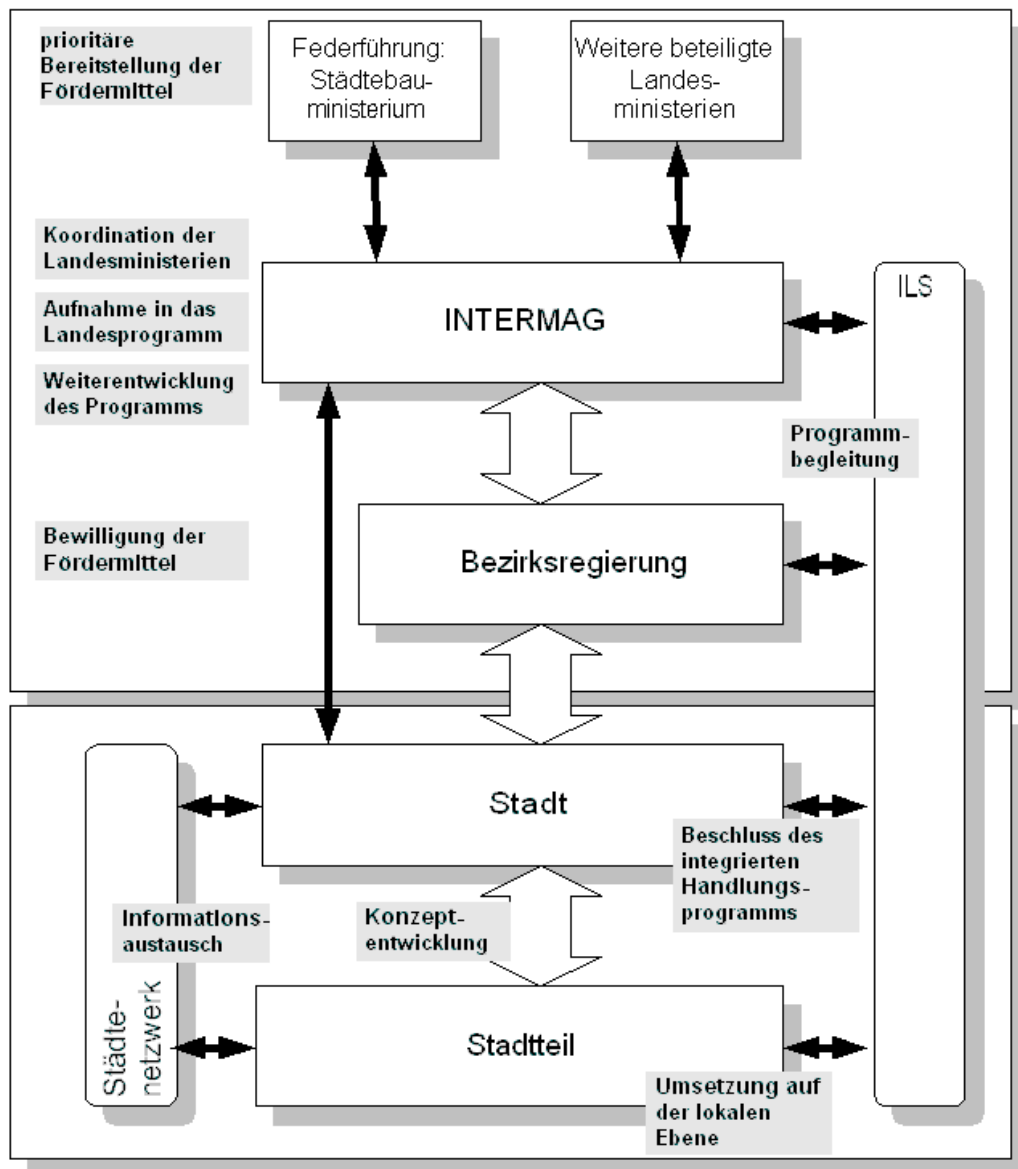 prioritäre
Bereitstellung der
Fördermittel
Federführung:
Städtebau-
ministerium
Weitere beteiligte
Landes-
ministerien
Koordination der
Landesministerien
Aufnahme in das
Landesprogramm
Weiterentwicklung
des Programms
INTERMAG
ILS
Programm-
begleitung
Bewilligung der
Fördermittel
Bezirksregierung
Stadt
Beschluss des
integrierten
Handlungs-
programms
Informations-
austausch
Konzept-
entwicklung
Städte-
netzwerk
Stadtteil
Umsetzung auf
der lokalen
Ebene